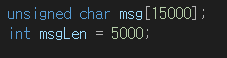 unsigned char msg[15000];
int msgLen = 5000;